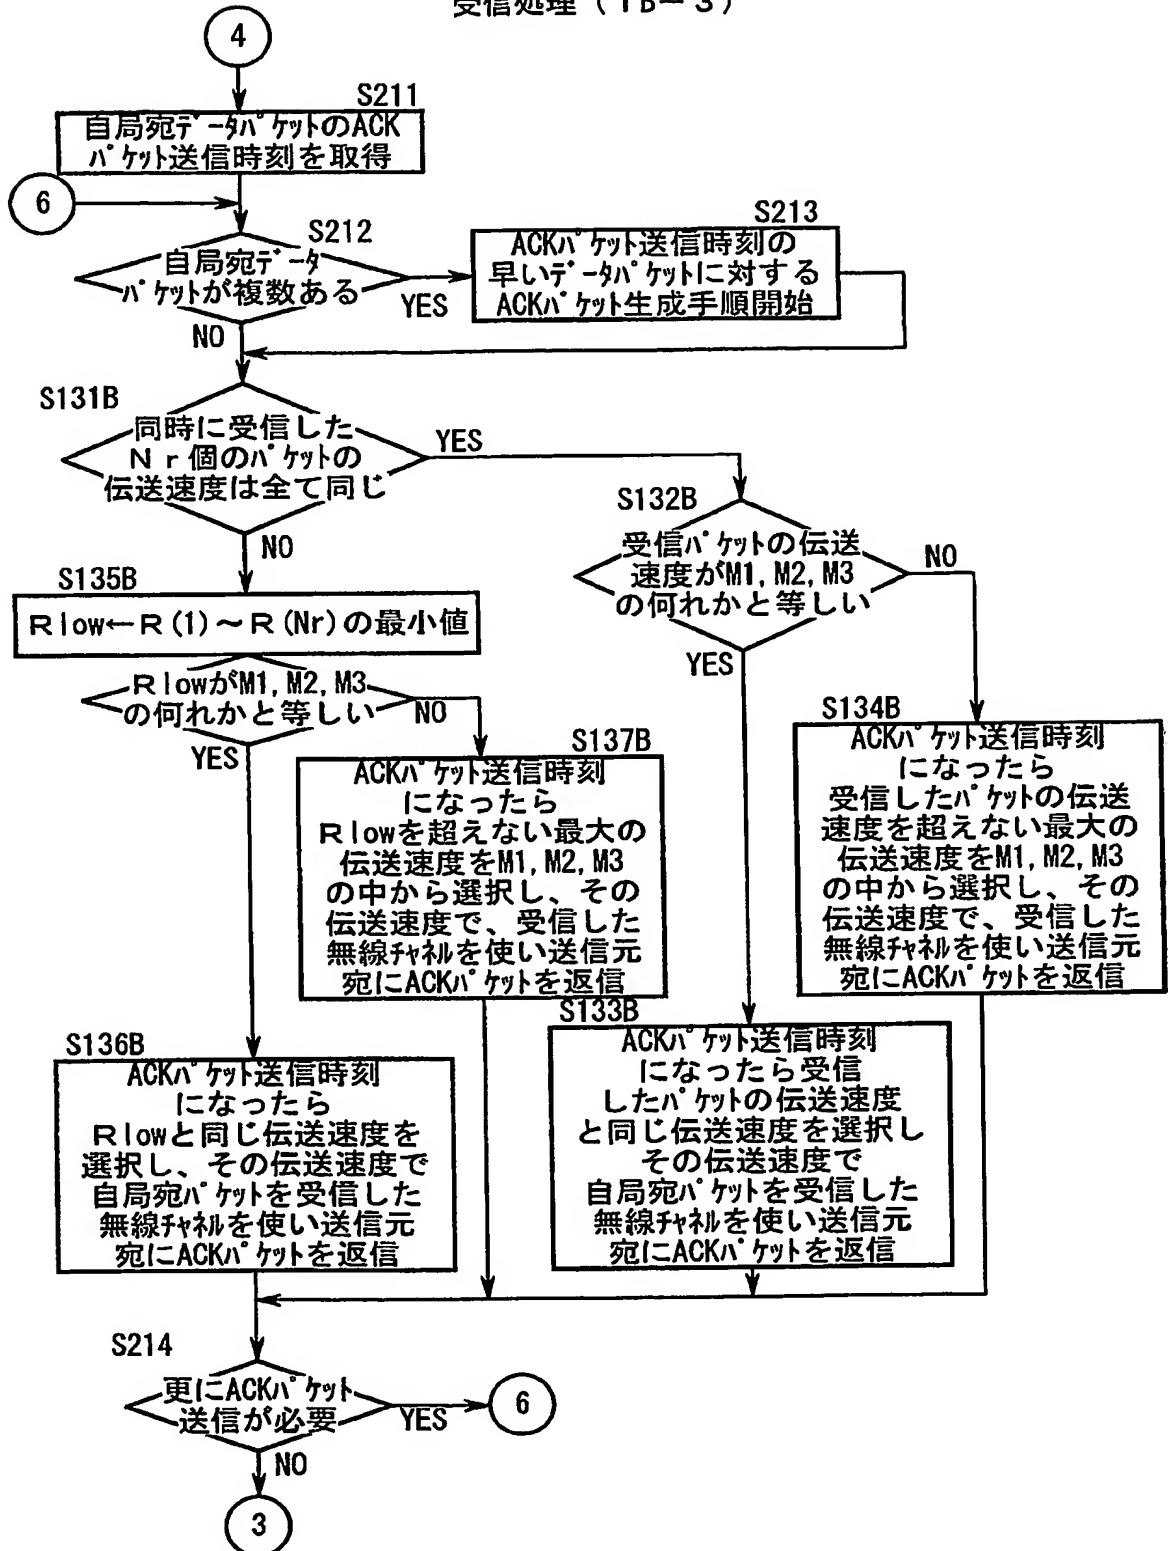 受信処理（1B－3）
4
S211
自局宛データパケットのACK
パケット送信時刻を取得
6
S212
自局宛データ
パケットが複数ある
YES
NO
S213
ACKパケット送信時刻の
早いデータパケットに対する
ACKパケット生成手順開始
S131B
同時に受信した
Ｎｒ個のパケットの
伝送速度は全て同じ
YES
NO
S132B
受信パケットの伝送
速度がM1, M2, M3
の何れかと等しい
NO
YES
S135B
Rlow←R(1)～R(Nr)の最小値
RlowがM1, M2, M3
の何れかと等しい
NO
YES
S137B
ACKパケット送信時刻
になったら
Rlowを超えない最大の
伝送速度をM1, M2, M3
の中から選択し、その
伝送速度で、受信した
無線チャネルを使い送信元
宛にACKパケットを返信
S134B
ACKパケット送信時刻
になったら
受信したパケットの伝送
速度を超えない最大の
伝送速度をM1, M2, M3
の中から選択し、その
伝送速度で、受信した
無線チャネルを使い送信元
宛にACKパケットを返信
S133B
ACKパケット送信時刻
になったら受信
したパケットの伝送速度
と同じ伝送速度を選択し
その伝送速度で
自局宛パケットを受信した
無線チャネルを使い送信元
宛にACKパケットを返信
S136B
ACKパケット送信時刻
になったら
Rlowと同じ伝送速度を
選択し、その伝送速度で
自局宛パケットを受信した
無線チャネルを使い送信元
宛にACKパケットを返信
S214
更にACKパケット
送信が必要
YES
6
NO
3